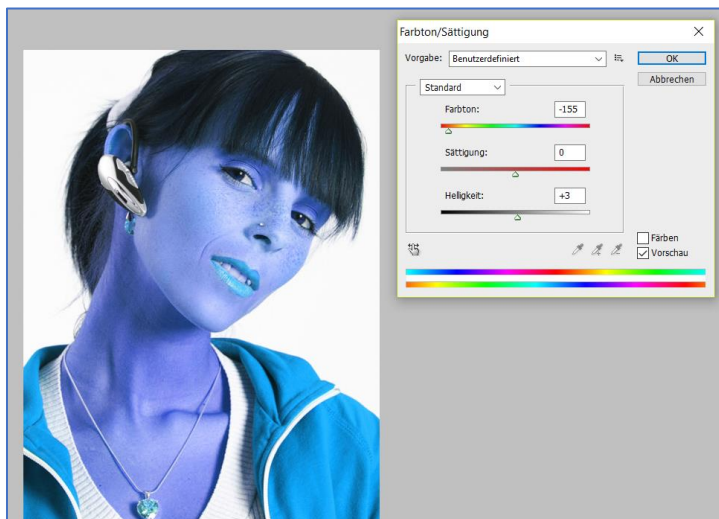 Farbton/Sättigung
Vorgabe: Benutzerdefiniert
OK
Abbrechen
Standard
Farbton: -155
Sättigung: 0
Helligkeit: +3
Färben
Vorschau